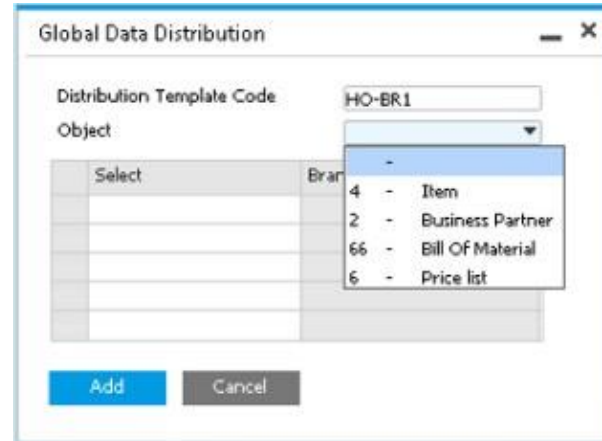 Global Data Distribution
Distribution Template Code HO-BR1
Object
-
Select Bran
4 - Item
2 - Business Partner
66 - Bill Of Material
6 - Price list
Add Cancel